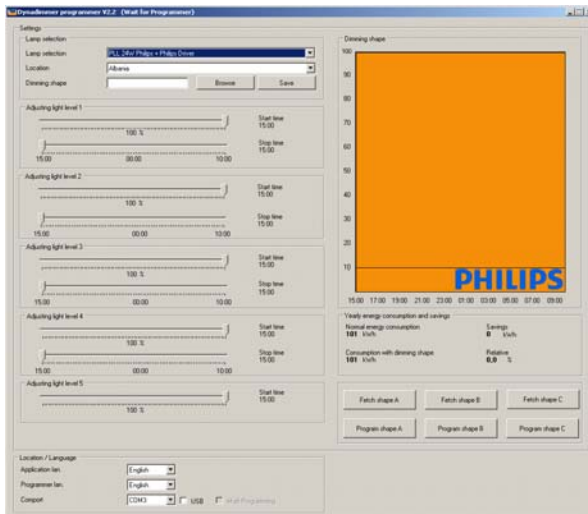 Dynadimmer programmer V2.2 (Wait for Programmer)
Settings
Lamp selection
Lamp selection PLL 24W Philips + Philips Driver
Location Albania
Dimming shape Browse Save
Adjusting light level 1
100 %
Start time
15:00
Stop time
15:00
15:00 00:00 10:00
Adjusting light level 2
100 %
Start time
15:00
Stop time
15:00
15:00 00:00 10:00
Adjusting light level 3
100 %
Start time
15:00
Stop time
15:00
15:00 00:00 10:00
Adjusting light level 4
100 %
Start time
15:00
Stop time
15:00
15:00 00:00 10:00
Adjusting light level 5
100 %
Start time
15:00
Location / Language
Application lan. English
Programmer lan. English
Comport COM3 USB
Dimming shape
100
90
80
70
60
50
40
30
20
10
PHILIPS
15:00 17:00 19:00 21:00 23:00 01:00 03:00 05:00 07:00 09:00
Yearly energy consumption and savings
Normal energy consumption Savings
101 kWh 0 kWh
Consumption with dimming shape Relative
101 kWh 0,0 %
Fetch shape A Fetch shape B Fetch shape C
Program shape A Program shape B Program shape C